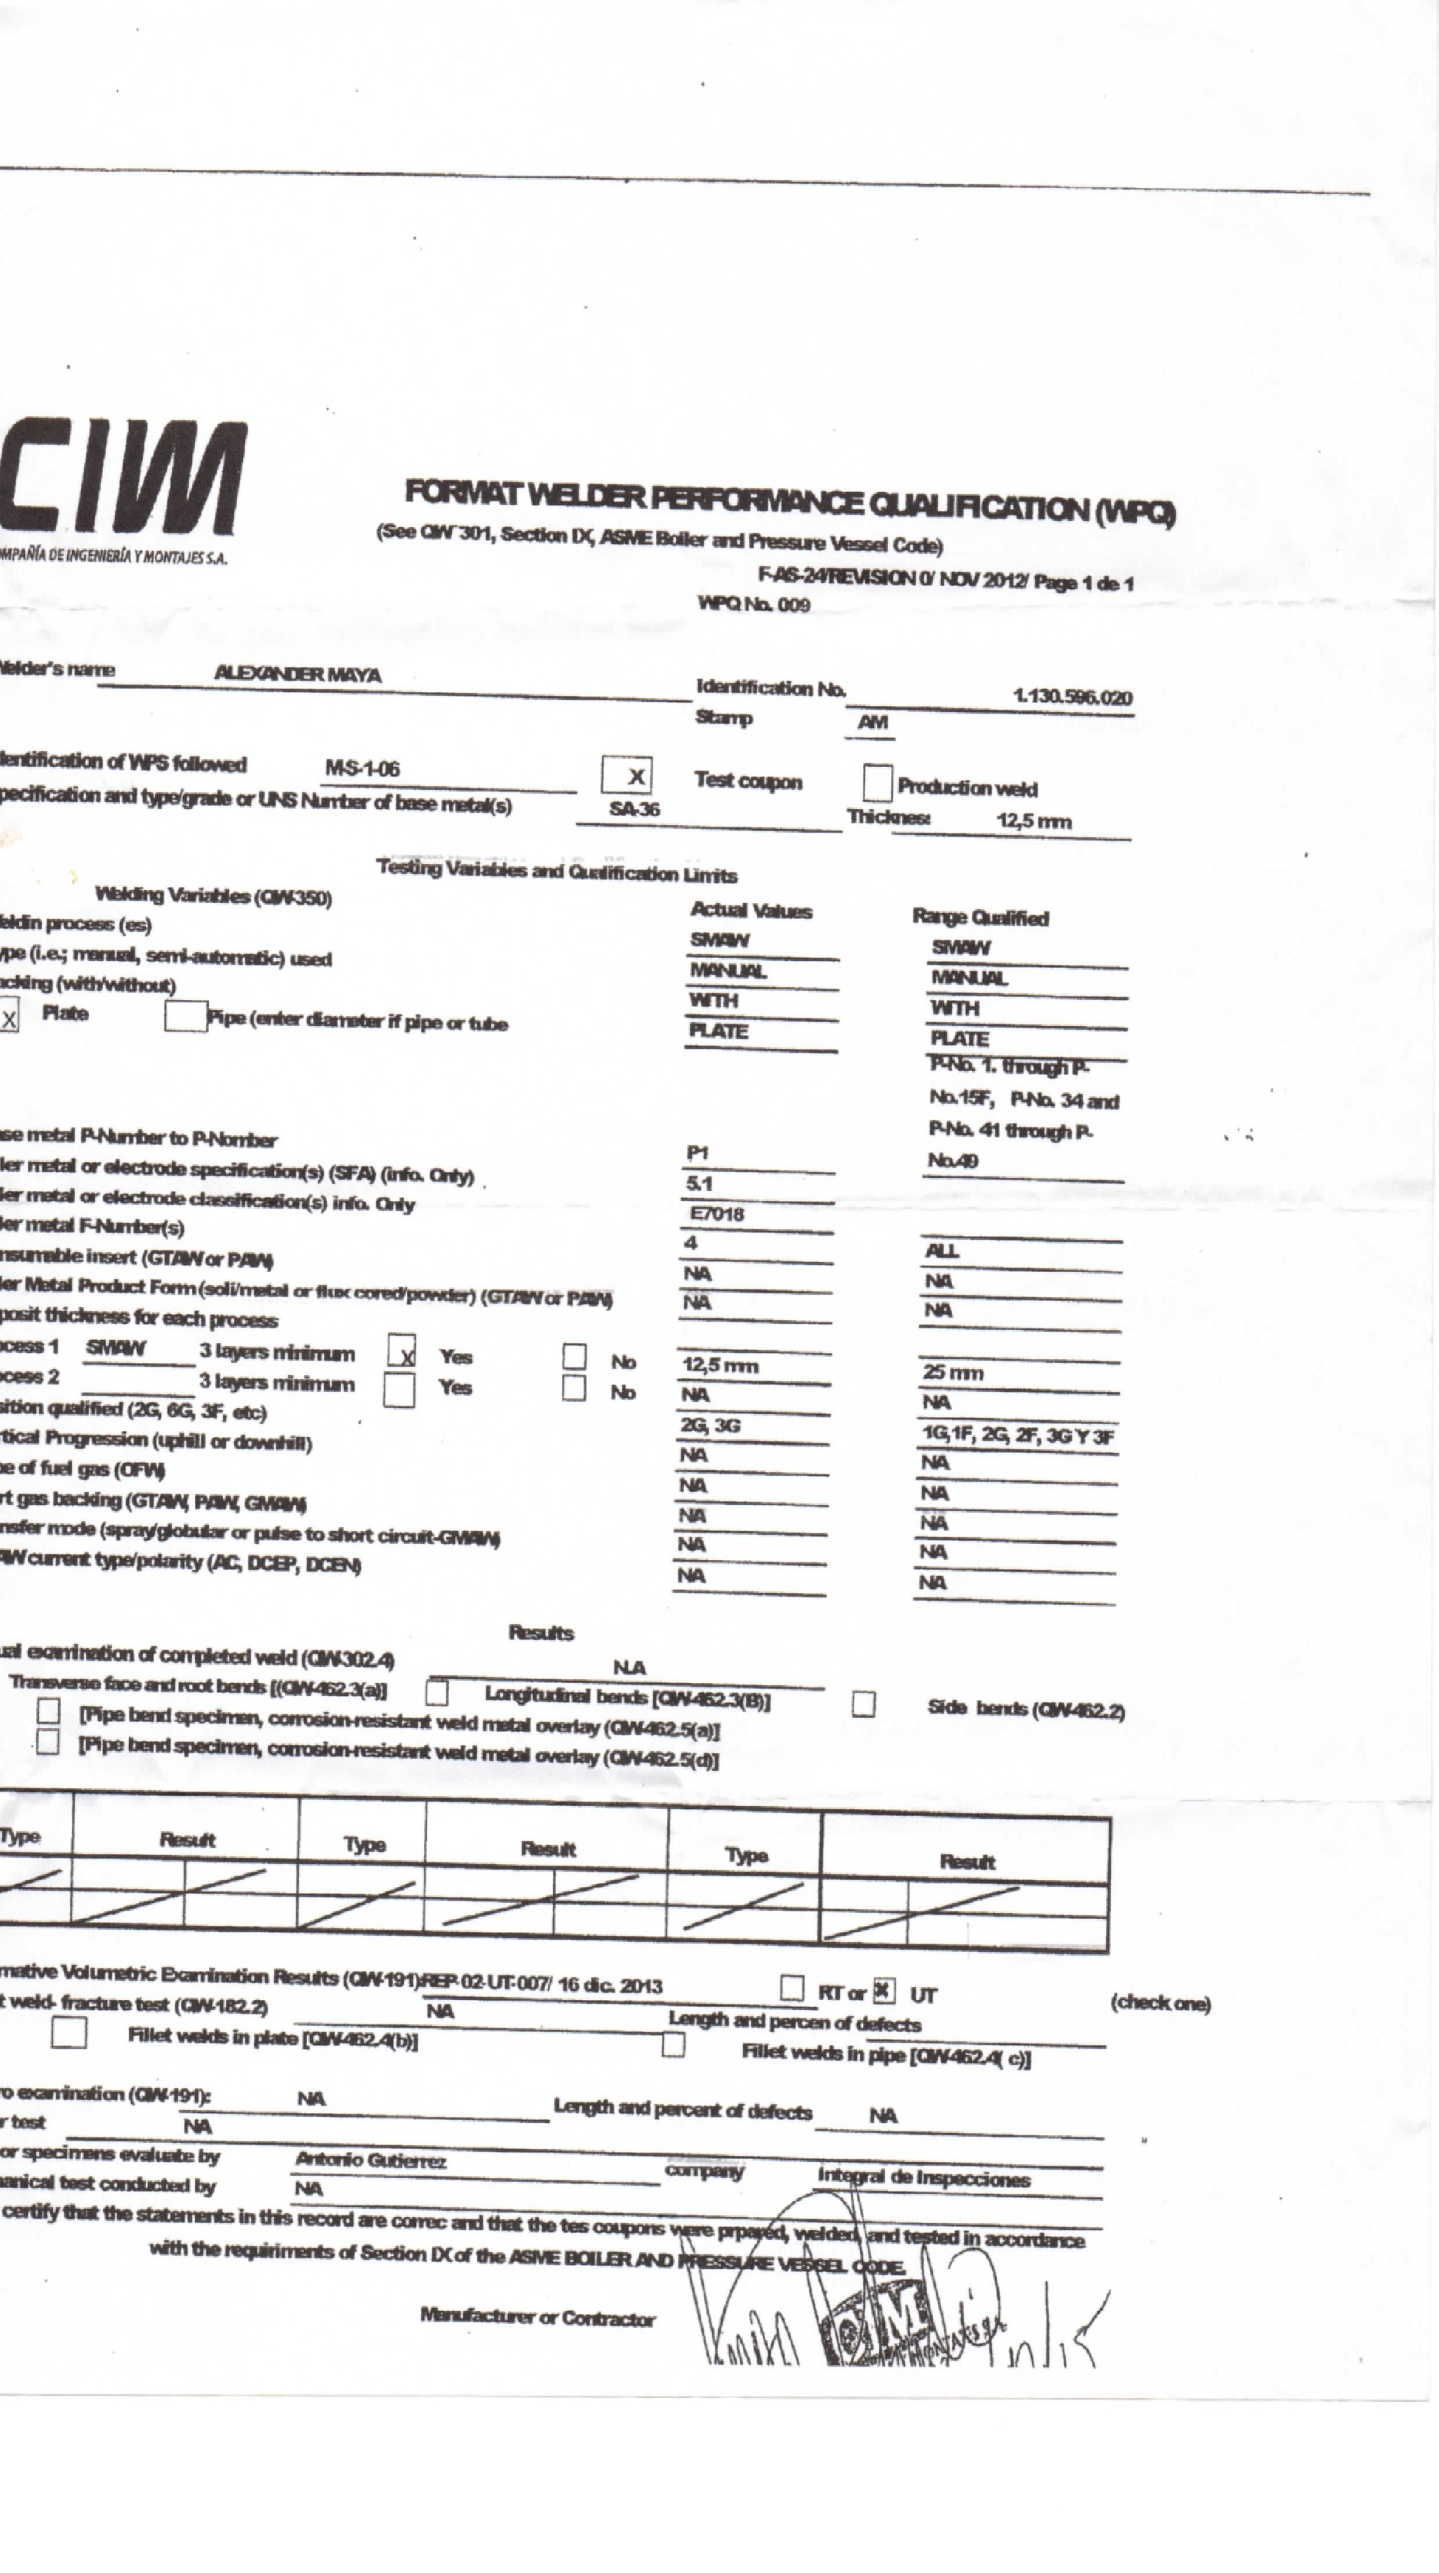 CIM
OMPAÑÍA DE INGENIERÍA Y MONTAJES S.A.
FORMAT WELDER PERFORMANCE QUALIFICATION (WPQ)
(See QW 301, Section IX, ASME Boiler and Pressure Vessel Code)
F-AS-24/REVISION 0/ NOV 2012/ Page 1 de 1
WPQ No. 009
Welder's name ALEXANDER MAYA Identification No. 1.130.596.020
Stamp AM
dentification of WPS followed M-S-1-06 X Test coupon Production weld
pecification and type/grade or UNS Number of base metal(s) SA-36 Thickness 12,5 mm
Testing Variables and Qualification Limits
Welding Variables (QW-350) Actual Values Range Qualified
eldin process (es) SMAW SMAW
ype (i.e.; manual, semi-automatic) used MANUAL MANUAL
acking (with/without) WITH WITH
X Plate Pipe (enter diameter if pipe or tube PLATE PLATE
P-No. 1. through P-
No.15F, P-No. 34 and
P-No. 41 through P-
No.49
ase metal P-Number to P-Nomber P1
ler metal or electrode specification(s) (SFA) (info. Only) 5.1
ler metal or electrode classification(s) info. Only E7018
ler metal F-Number(s) 4 ALL
nsumable insert (GTAW or PAW) NA NA
ler Metal Product Form (soli/metal or flux cored/powder) (GTAW or PAW) NA NA
posit thickness for each process
ocess 1 SMAW 3 layers minimum X Yes No 12,5 mm 25 mm
ocess 2 3 layers minimum Yes No NA NA
sition qualified (2G, 6G, 3F, etc) 2G, 3G 1G,1F, 2G, 2F, 3G Y 3F
rtical Progression (uphill or downhill) NA NA
pe of fuel gas (OFW) NA NA
rt gas backing (GTAW, PAW, GMAW) NA NA
nsfer mode (spray/globular or pulse to short circuit-GMAW) NA NA
AW current type/polarity (AC, DCEP, DCEN) NA NA
Results
ual examination of completed weld (QW-302.4) N.A
Transverse face and root bends [(QW-462.3(a)] Longitudinal bends [QW-462.3(B)] Side bends (QW-462.2)
[Pipe bend specimen, corrosion-resistant weld metal overlay (QW-462.5(a)]
[Pipe bend specimen, corrosion-resistant weld metal overlay (QW-462.5(d)]
Type Result Type Result Type Result
mative Volumetric Examination Results (QW-191):REP-02-UT-007/ 16 dic. 2013 RT or X UT (check one)
t weld- fracture test (QW-182.2) NA Length and percen of defects
Fillet welds in plate [QW-462.4(b)] Fillet welds in pipe [QW-462.4( c)]
ro examination (QW-191): NA Length and percent of defects NA
r test NA
or specimens evaluate by Antonio Gutierrez company Integral de Inspecciones
anical test conducted by NA
certify that the statements in this record are correc and that the tes coupons were prpared, welded, and tested in accordance
with the requiriments of Section IX of the ASME BOILER AND PRESSURE VESSEL CODE.
Manufacturer or Contractor